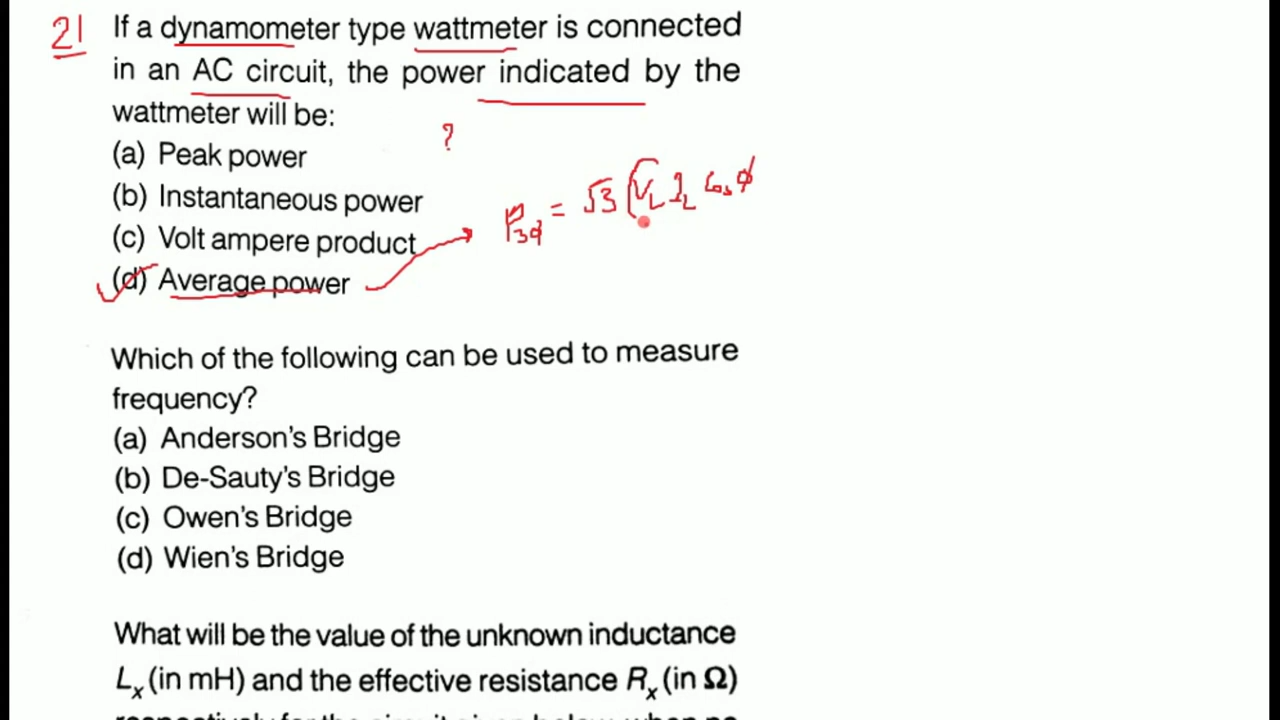 21 If a dynamometer type wattmeter is connected
in an AC circuit, the power indicated by the
wattmeter will be:
?
(a) Peak power
(b) Instantaneous power
P3ϕ = √3 VL IL Cos ϕ
(c) Volt ampere product
(d) Average power
Which of the following can be used to measure
frequency?
(a) Anderson's Bridge
(b) De-Sauty's Bridge
(c) Owen's Bridge
(d) Wien's Bridge
What will be the value of the unknown inductance
Lx (in mH) and the effective resistance Rx (in Ω)